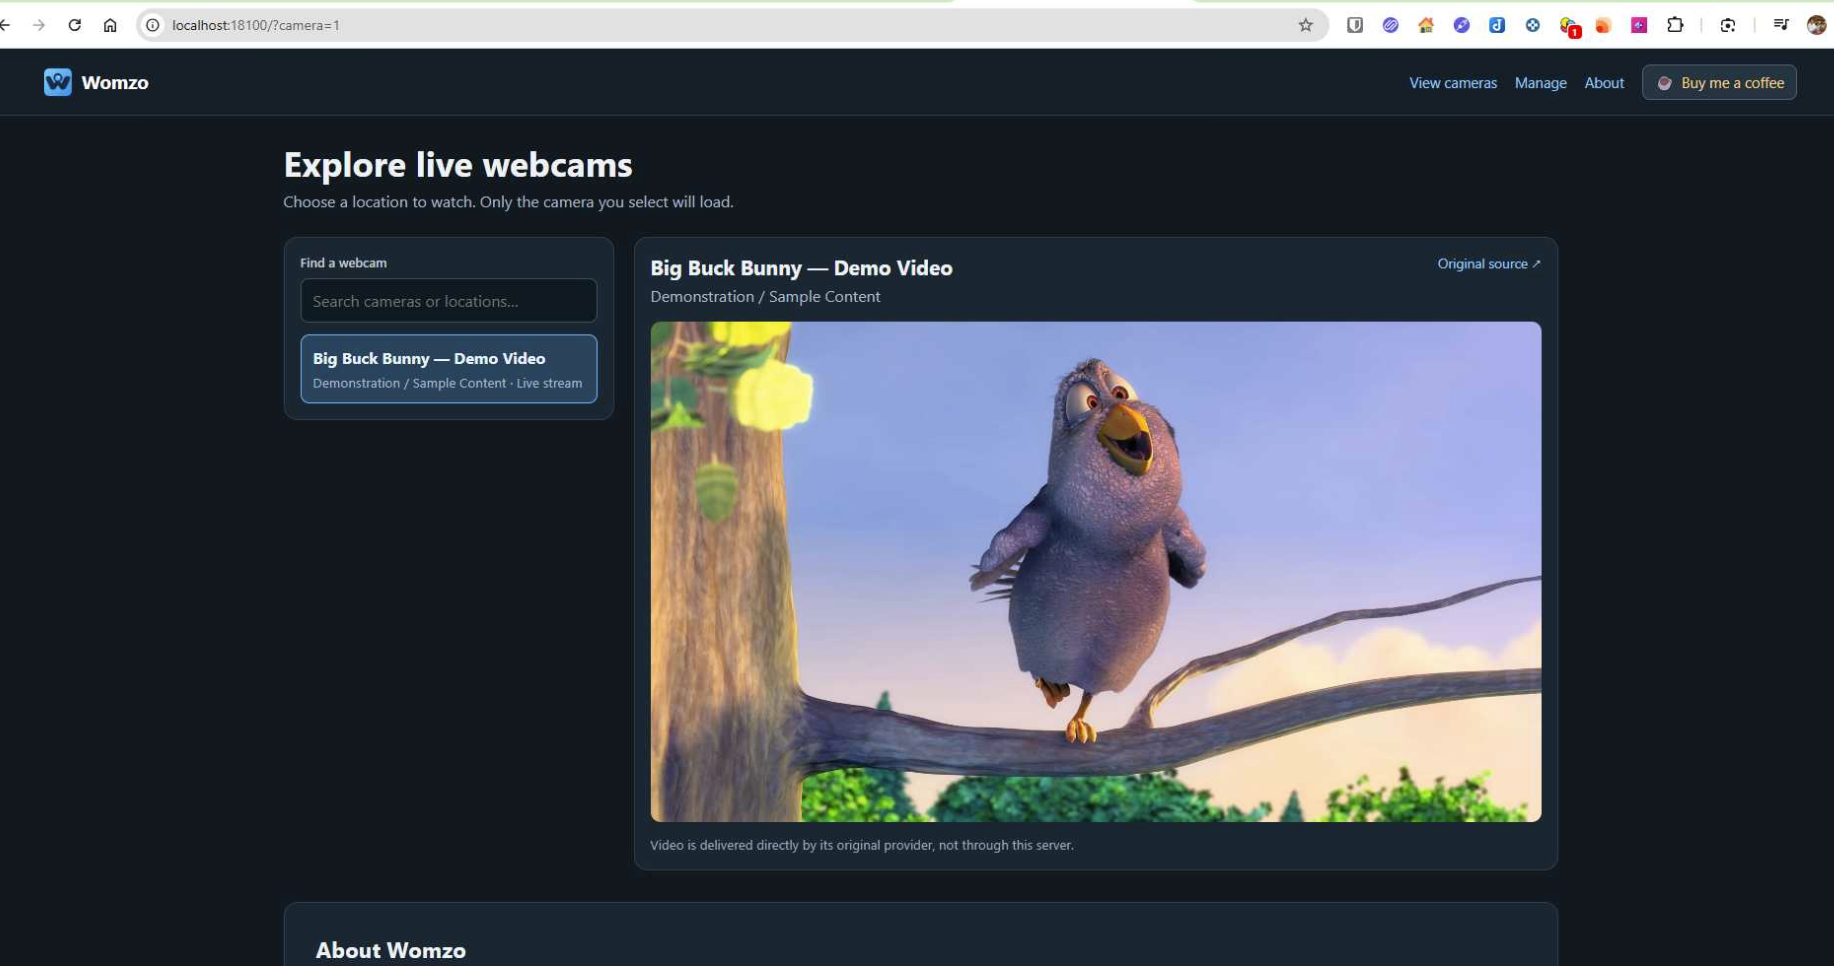 localhost:18100/?camera=1
1
Womzo
View cameras
Manage
About
Buy me a coffee
Explore live webcams
Choose a location to watch. Only the camera you select will load.
Find a webcam
Search cameras or locations...
Big Buck Bunny — Demo Video
Demonstration / Sample Content · Live stream
Big Buck Bunny — Demo Video
Original source ↗
Demonstration / Sample Content
Video is delivered directly by its original provider, not through this server.
About Womzo